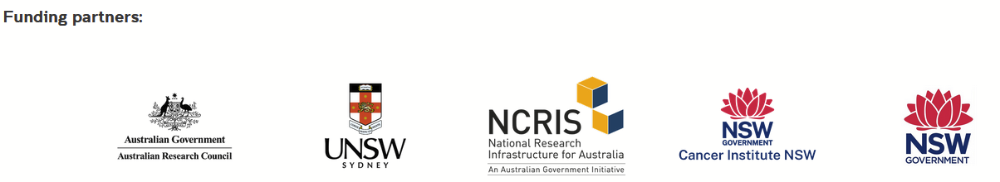 Funding partners:
Australian Government
Australian Research Council
UNSW
SYDNEY
NCRIS
National Research
Infrastructure for Australia
An Australian Government Initiative
NSW
GOVERNMENT
Cancer Institute NSW
NSW
GOVERNMENT